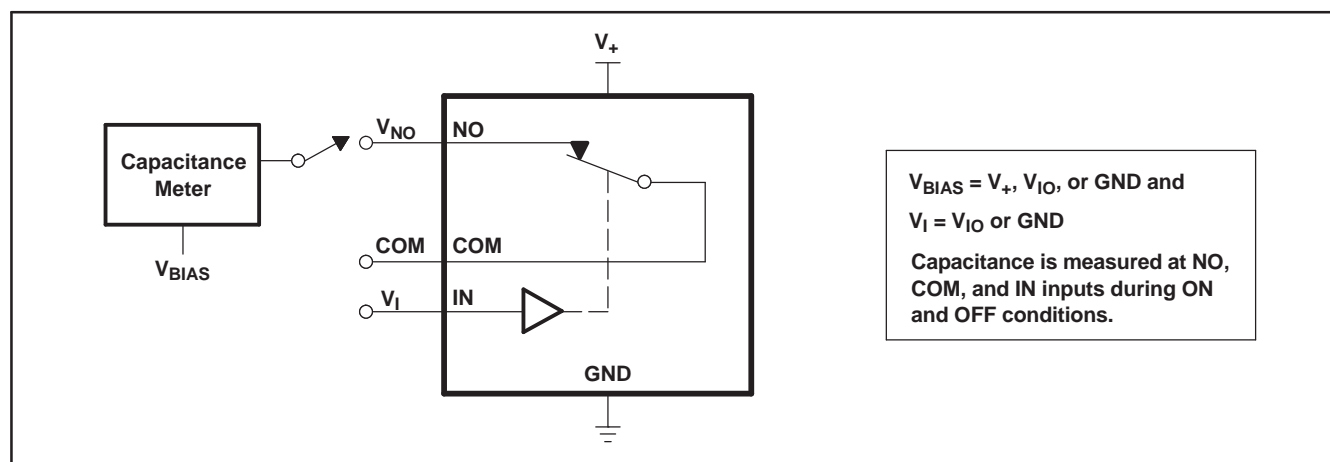 V+
Capacitance
Meter
VBIAS
VNO NO
COM COM
VI IN
GND
VBIAS = V+, VIO, or GND and
VI = VIO or GND
Capacitance is measured at NO,
COM, and IN inputs during ON
and OFF conditions.